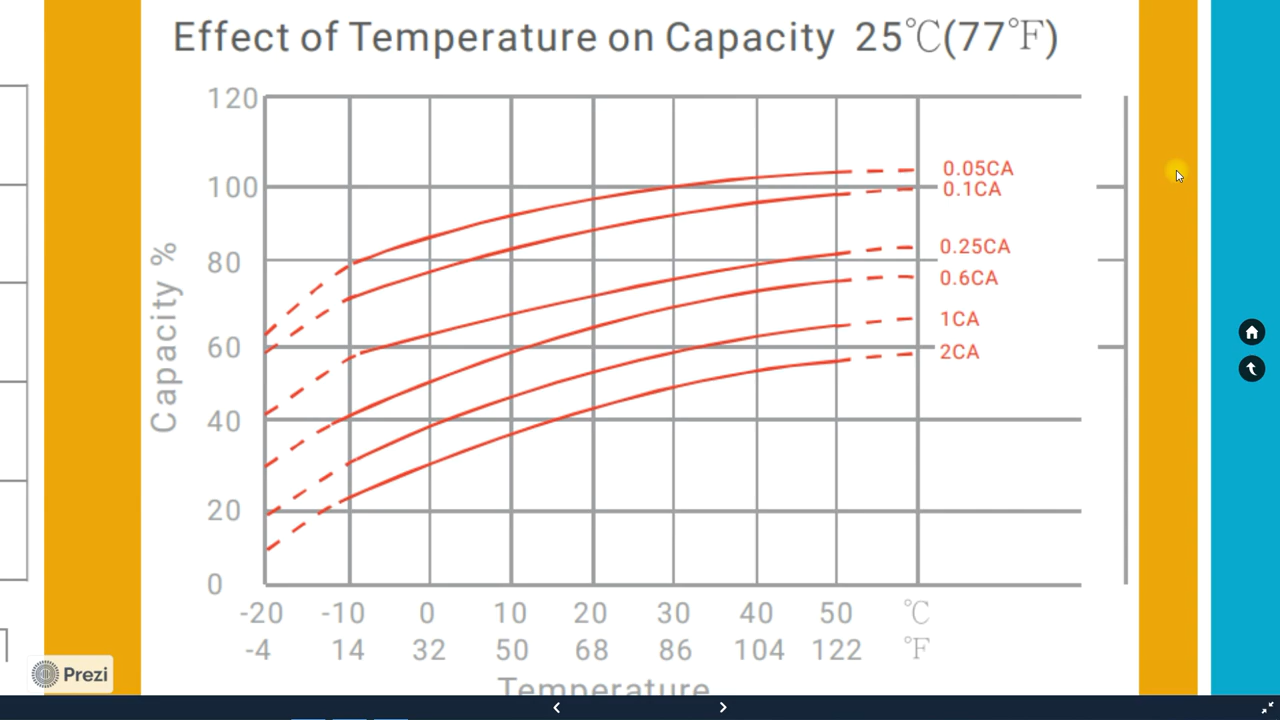 Effect of Temperature on Capacity 25℃(77℉)
120
100
80
60
40
20
0
Capacity %
0.05CA
0.1CA
0.25CA
0.6CA
1CA
2CA
-20 -10 0 10 20 30 40 50 ℃
-4 14 32 50 68 86 104 122 ℉
Temperature
Prezi